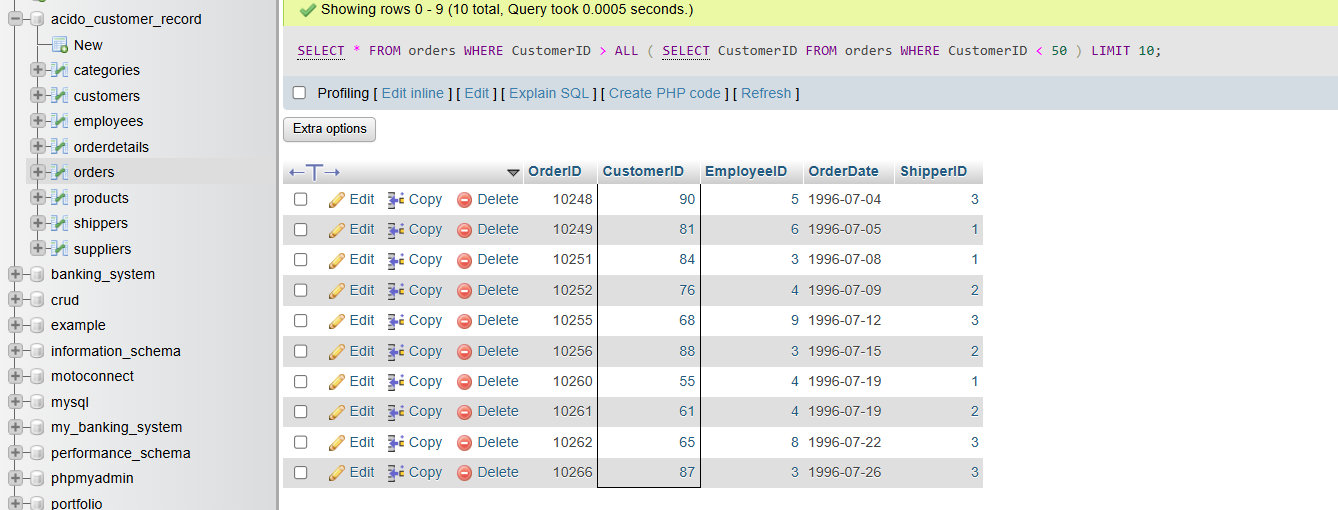 acido_customer_record
New
categories
customers
employees
orderdetails
orders
products
shippers
suppliers
banking_system
crud
example
information_schema
motoconnect
mysql
my_banking_system
performance_schema
phpmyadmin
portfolio
Showing rows 0 - 9 (10 total, Query took 0.0005 seconds.)
SELECT * FROM orders WHERE CustomerID > ALL ( SELECT CustomerID FROM orders WHERE CustomerID < 50 ) LIMIT 10;
Profiling [ Edit inline ] [ Edit ] [ Explain SQL ] [ Create PHP code ] [ Refresh ]
Extra options
←T→ OrderID CustomerID EmployeeID OrderDate ShipperID
Edit Copy Delete 10248 90 5 1996-07-04 3
Edit Copy Delete 10249 81 6 1996-07-05 1
Edit Copy Delete 10251 84 3 1996-07-08 1
Edit Copy Delete 10252 76 4 1996-07-09 2
Edit Copy Delete 10255 68 9 1996-07-12 3
Edit Copy Delete 10256 88 3 1996-07-15 2
Edit Copy Delete 10260 55 4 1996-07-19 1
Edit Copy Delete 10261 61 4 1996-07-19 2
Edit Copy Delete 10262 65 8 1996-07-22 3
Edit Copy Delete 10266 87 3 1996-07-26 3